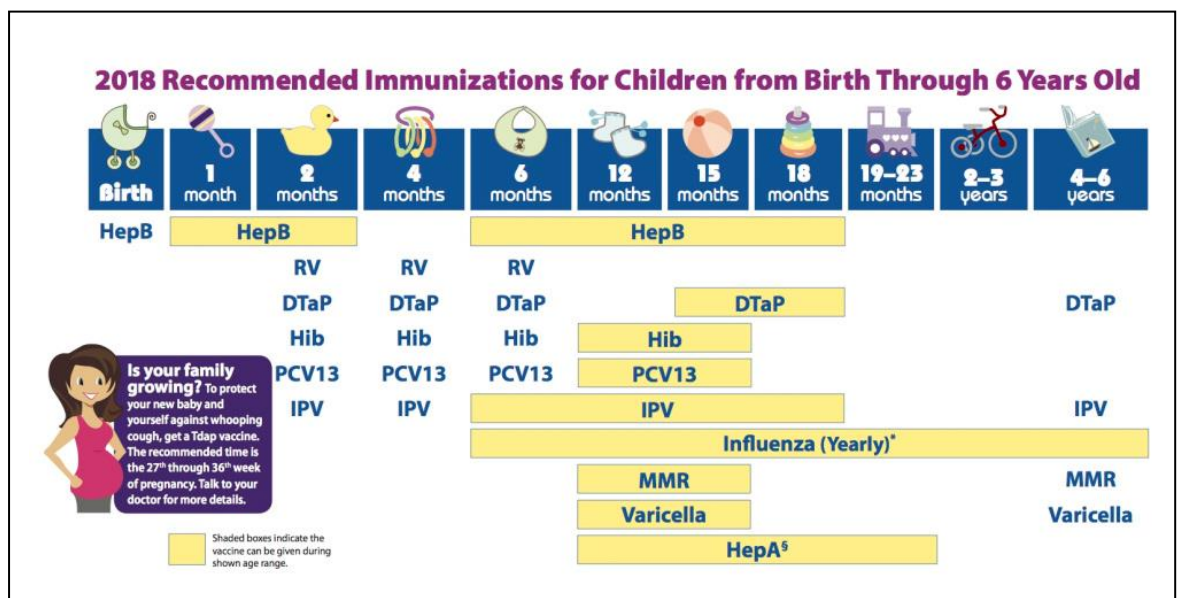 2018 Recommended Immunizations for Children from Birth Through 6 Years Old
Birth
1 month
2 months
4 months
6 months
12 months
15 months
18 months
19–23 months
2–3 years
4–6 years
HepB HepB HepB
RV RV RV
DTaP DTaP DTaP DTaP DTaP
Hib Hib Hib Hib
PCV13 PCV13 PCV13 PCV13
IPV IPV IPV IPV
Influenza (Yearly)*
MMR MMR
Varicella Varicella
HepA§
Is your family
growing? To protect
your new baby and
yourself against whooping
cough, get a Tdap vaccine.
The recommended time is
the 27th through 36th week
of pregnancy. Talk to your
doctor for more details.
Shaded boxes indicate the
vaccine can be given during
shown age range.